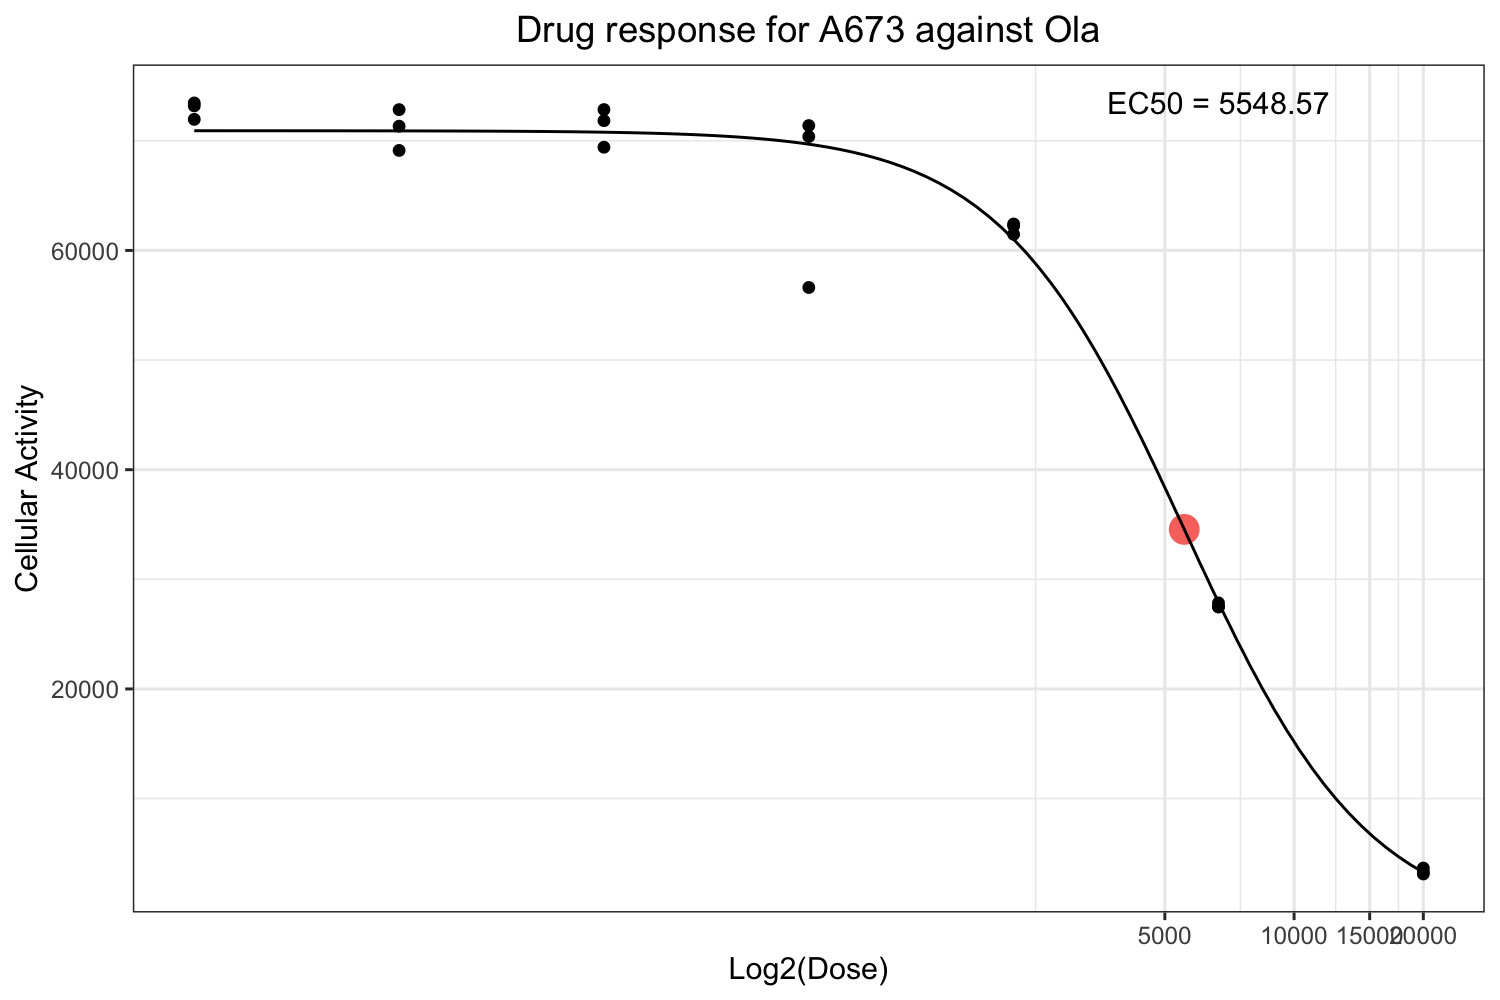 Drug response for A673 against Ola
EC50 = 5548.57
60000
40000
20000
Cellular Activity
5000 10000 15000 20000
Log2(Dose)